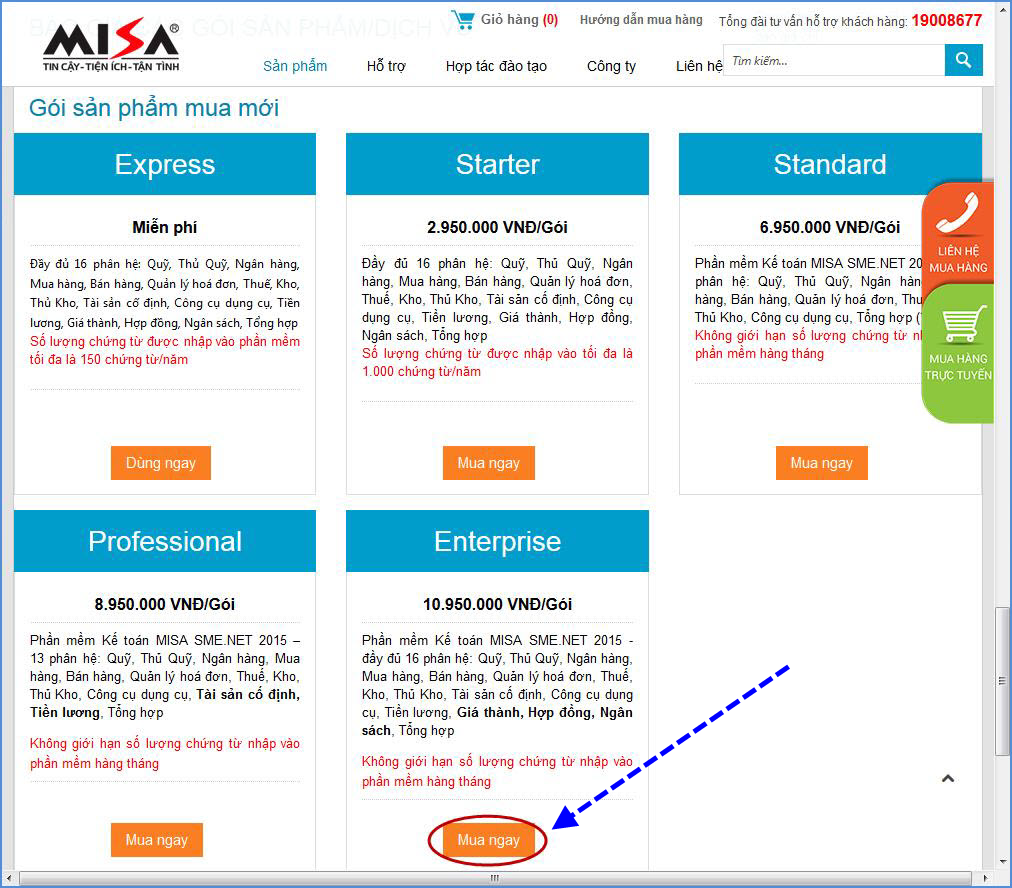 Giỏ hàng (0)
Hướng dẫn mua hàng
Tổng đài tư vấn hỗ trợ khách hàng: 19008677
GÓI SẢN PHẨM/DỊCH VỤ
MISA®
TIN CẬY-TIỆN ÍCH-TẬN TÌNH
Sản phẩm
Hỗ trợ
Hợp tác đào tạo
Công ty
Liên hệ
Tìm kiếm...
Gói sản phẩm mua mới
Express
Miễn phí
Đầy đủ 16 phân hệ: Quỹ, Thủ Quỹ, Ngân hàng,
Mua hàng, Bán hàng, Quản lý hoá đơn, Thuế, Kho,
Thủ Kho, Tài sản cố định, Công cụ dụng cụ, Tiền
lương, Giá thành, Hợp đồng, Ngân sách, Tổng hợp
Số lượng chứng từ được nhập vào phần mềm
tối đa là 150 chứng từ/năm
Dùng ngay
Starter
2.950.000 VNĐ/Gói
Đầy đủ 16 phân hệ: Quỹ, Thủ Quỹ, Ngân
hàng, Mua hàng, Bán hàng, Quản lý hoá đơn,
Thuế, Kho, Thủ Kho, Tài sản cố định, Công cụ
dụng cụ, Tiền lương, Giá thành, Hợp đồng,
Ngân sách, Tổng hợp
Số lượng chứng từ được nhập vào tối đa là
1.000 chứng từ/năm
Mua ngay
Standard
6.950.000 VNĐ/Gói
Phần mềm Kế toán MISA SME.NET 20
phân hệ: Quỹ, Thủ Quỹ, Ngân hàn
hàng, Bán hàng, Quản lý hoá đơn, Thu
Thủ Kho, Công cụ dụng cụ, Tổng hợp (
Không giới hạn số lượng chứng từ nh
phần mềm hàng tháng
Mua ngay
LIÊN HỆ
MUA HÀNG
MUA HÀNG
TRỰC TUYẾN
Professional
8.950.000 VNĐ/Gói
Phần mềm Kế toán MISA SME.NET 2015 –
13 phân hệ: Quỹ, Thủ Quỹ, Ngân hàng, Mua
hàng, Bán hàng, Quản lý hoá đơn, Thuế, Kho,
Thủ Kho, Công cụ dụng cụ, Tài sản cố định,
Tiền lương, Tổng hợp
Không giới hạn số lượng chứng từ nhập vào
phần mềm hàng tháng
Mua ngay
Enterprise
10.950.000 VNĐ/Gói
Phần mềm Kế toán MISA SME.NET 2015 -
đầy đủ 16 phân hệ: Quỹ, Thủ Quỹ, Ngân hàng,
Mua hàng, Bán hàng, Quản lý hoá đơn, Thuế,
Kho, Thủ Kho, Tài sản cố định, Công cụ dụng
cụ, Tiền lương, Giá thành, Hợp đồng, Ngân
sách, Tổng hợp
Không giới hạn số lượng chứng từ nhập vào
phần mềm hàng tháng
Mua ngay